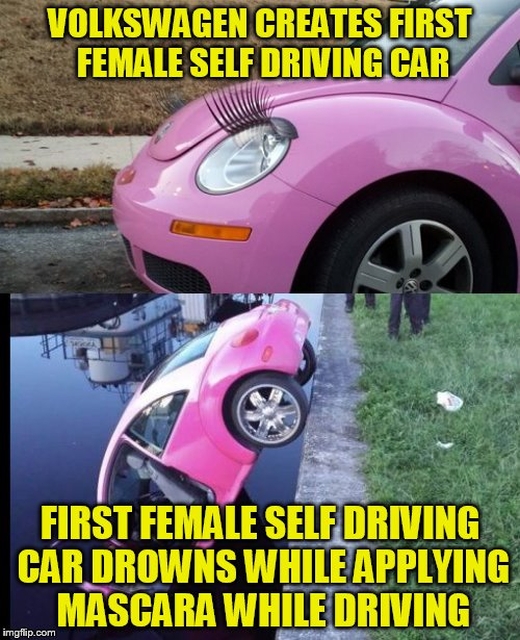 VOLKSWAGEN CREATES FIRST
FEMALE SELF DRIVING CAR
FIRST FEMALE SELF DRIVING
CAR DROWNS WHILE APPLYING
MASCARA WHILE DRIVING
imgflip.com